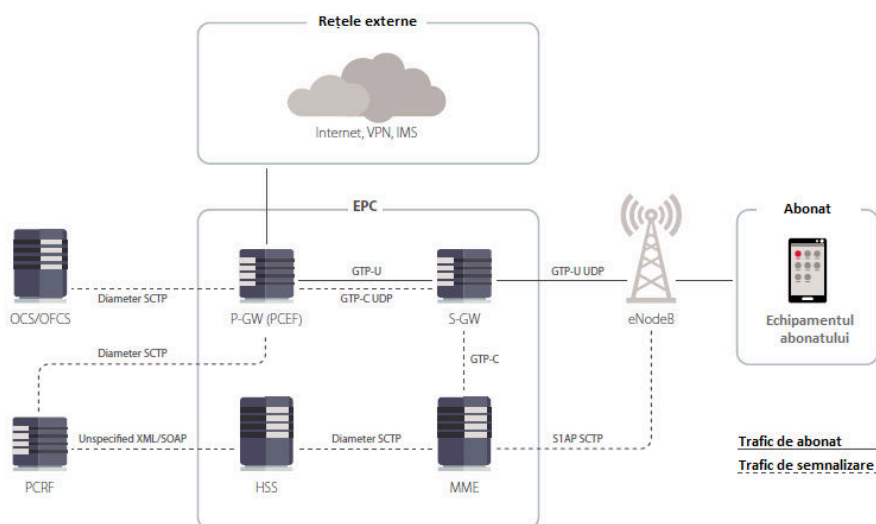 Rețele externe
Internet, VPN, IMS
EPC
Abonat
GTP-U
GTP-U UDP
Diameter SCTP
GTP-C UDP
OCS/OFCS
P-GW (PCEF)
S-GW
eNodeB
Echipamentul
abonatului
Diameter SCTP
GTP-C
Unspecified XML/SOAP
Diameter SCTP
S1AP SCTP
Trafic de abonat
Trafic de semnalizare
PCRF
HSS
MME